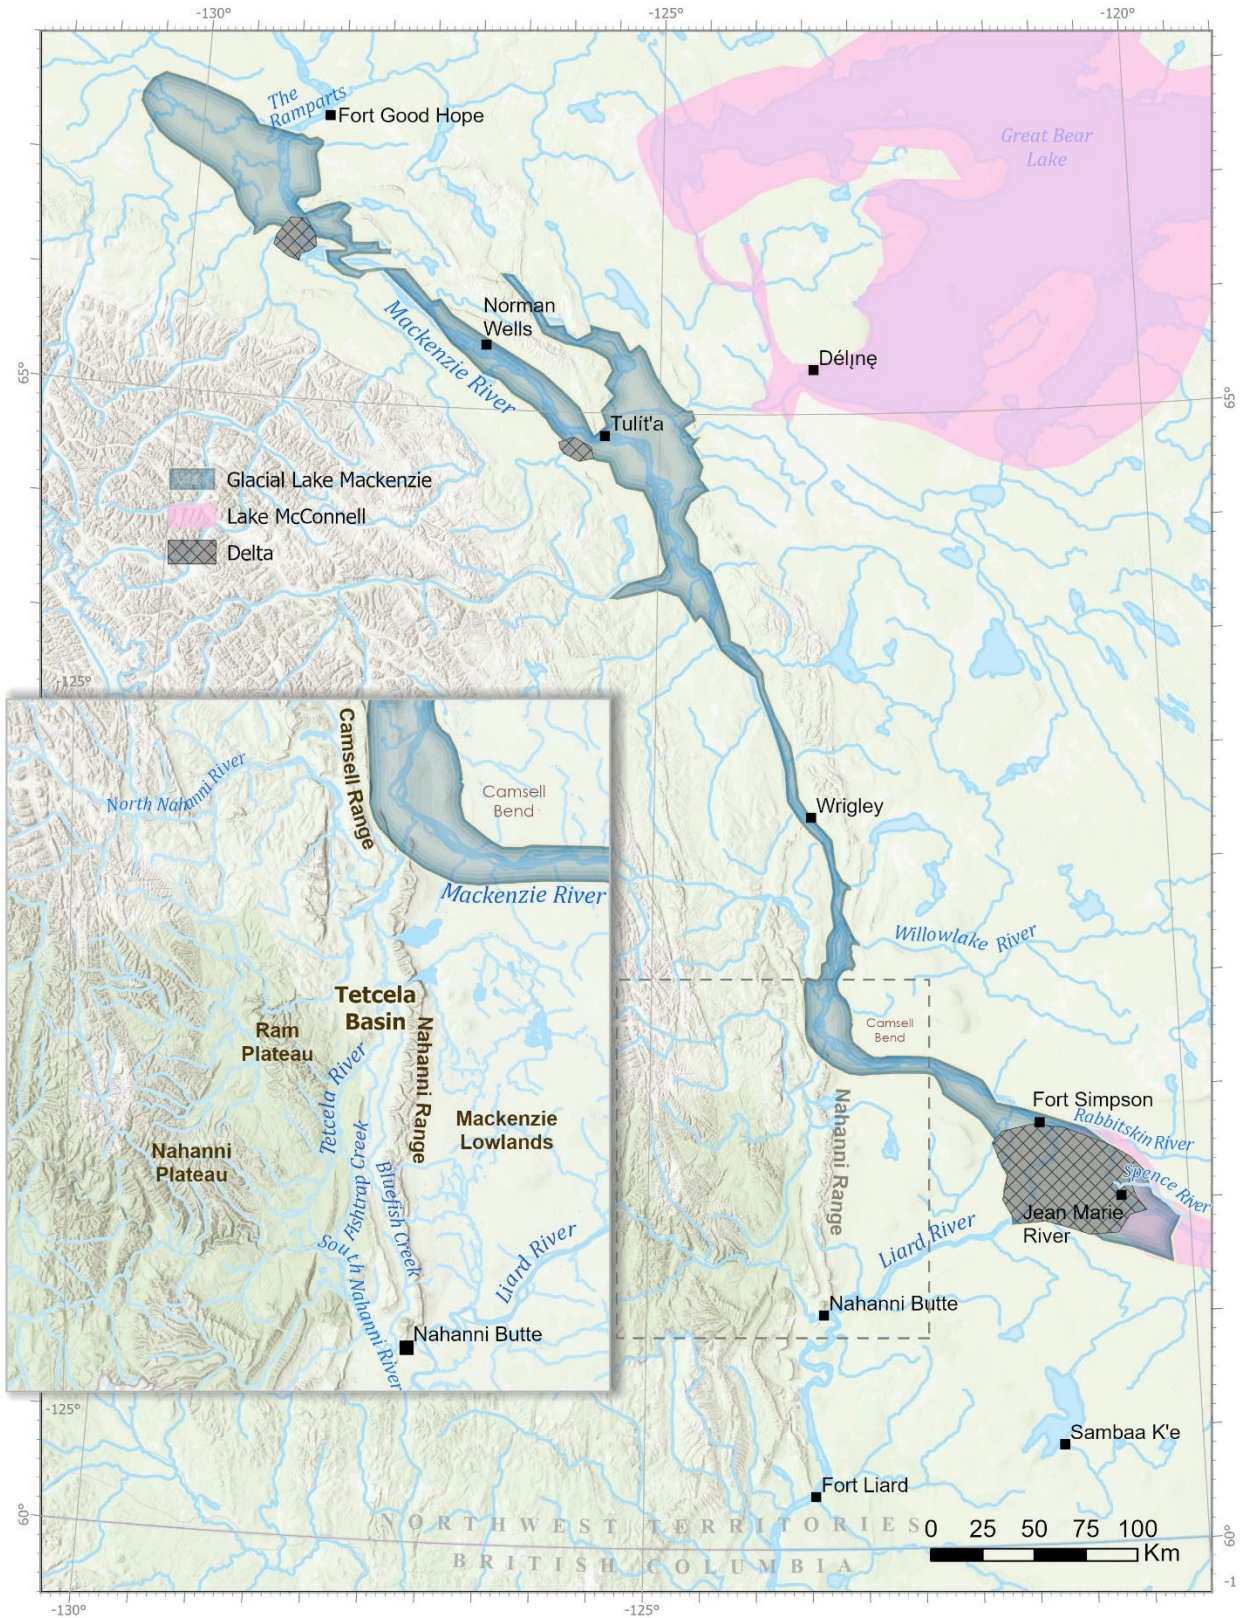 -130°
-125°
-120°
The
Ramparts
Fort Good Hope
Great Bear
Lake
Norman
Wells
Mackenzie River
Délı̨nę
65°
65°
Tulít'a
Glacial Lake Mackenzie
Lake McConnell
Delta
-125°
Camsell Range
North Nahanni River
Camsell
Bend
Mackenzie River
Wrigley
Willowlake River
Tetcela
Basin
Ram
Plateau
Nahanni Range
Tetcela River
Mackenzie
Lowlands
Nahanni
Plateau
Ashtrap Creek
Bluefish Creek
South Nahanni River
Liard River
Nahanni Butte
Camsell
Bend
Nahanni Range
Fort Simpson
Rabbitskin River
Spence River
Jean Marie
River
Liard River
Nahanni Butte
-125°
Sambaa K'e
Fort Liard
60°
NORTHWEST TERRITORIES
BRITISH COLUMBIA
0 25 50 75 100
Km
60°
-1
-130°
-125°